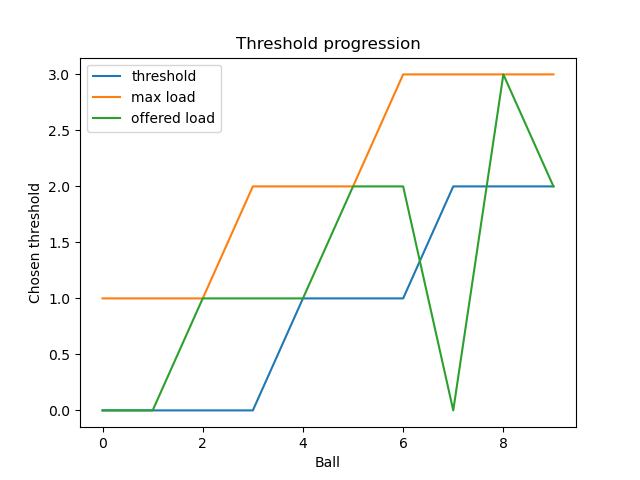 Threshold progression
threshold
max load
offered load
3.0
2.5
2.0
1.5
1.0
0.5
0.0
Chosen threshold
0 2 4 6 8
Ball